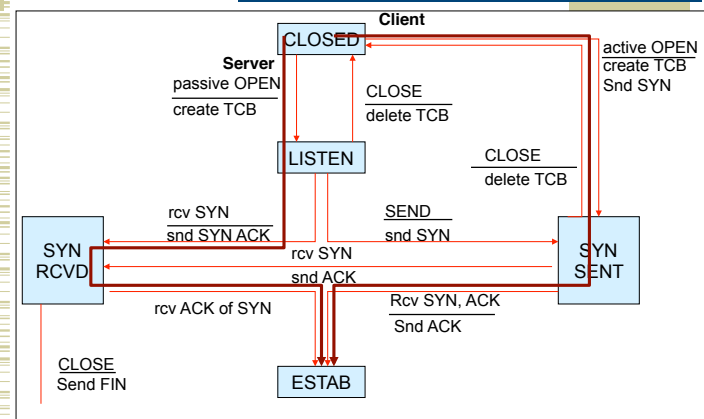 Client
CLOSED
Server
passive OPEN
create TCB
CLOSE
delete TCB
active OPEN
create TCB
Snd SYN
LISTEN
CLOSE
delete TCB
rcv SYN
snd SYN ACK
SEND
snd SYN
SYN
RCVD
rcv SYN
snd ACK
SYN
SENT
rcv ACK of SYN
Rcv SYN, ACK
Snd ACK
CLOSE
Send FIN
ESTAB